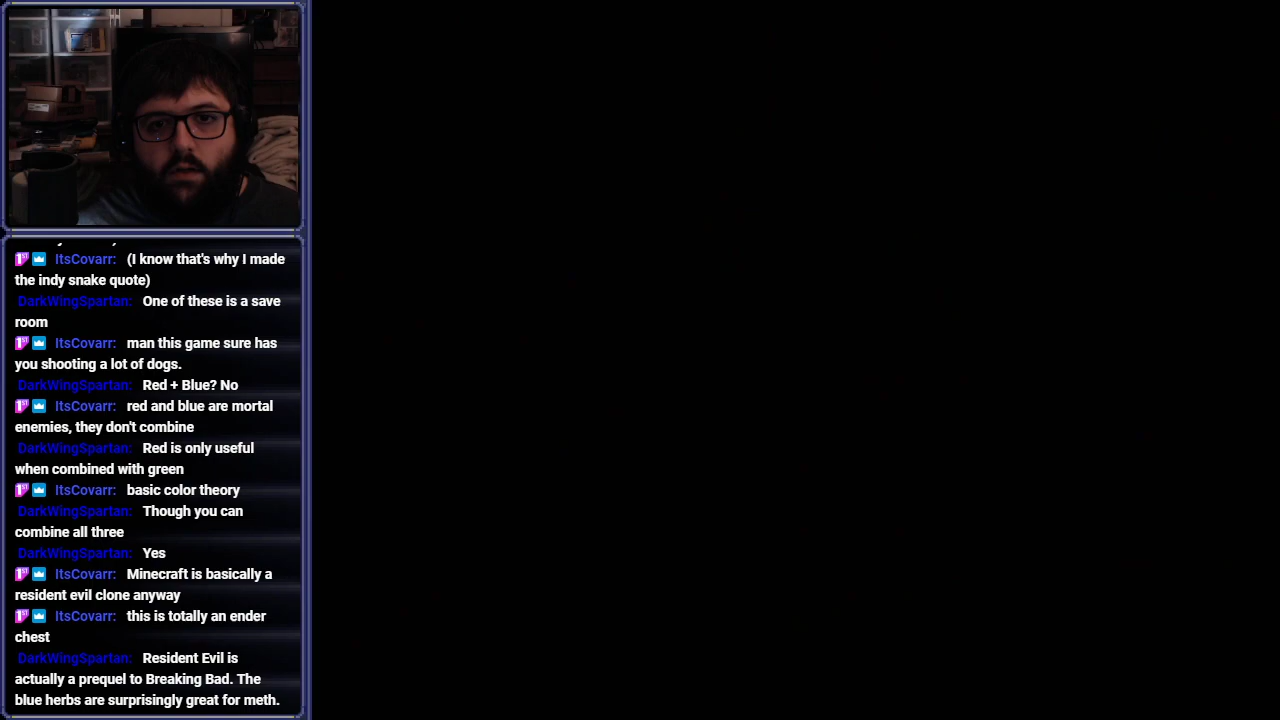 ItsCovarr: (I know that's why I made
the indy snake quote)
DarkWingSpartan: One of these is a save
room
ItsCovarr: man this game sure has
you shooting a lot of dogs.
DarkWingSpartan: Red + Blue? No
ItsCovarr: red and blue are mortal
enemies, they don't combine
DarkWingSpartan: Red is only useful
when combined with green
ItsCovarr: basic color theory
DarkWingSpartan: Though you can
combine all three
DarkWingSpartan: Yes
ItsCovarr: Minecraft is basically a
resident evil clone anyway
ItsCovarr: this is totally an ender
chest
DarkWingSpartan: Resident Evil is
actually a prequel to Breaking Bad. The
blue herbs are surprisingly great for meth.